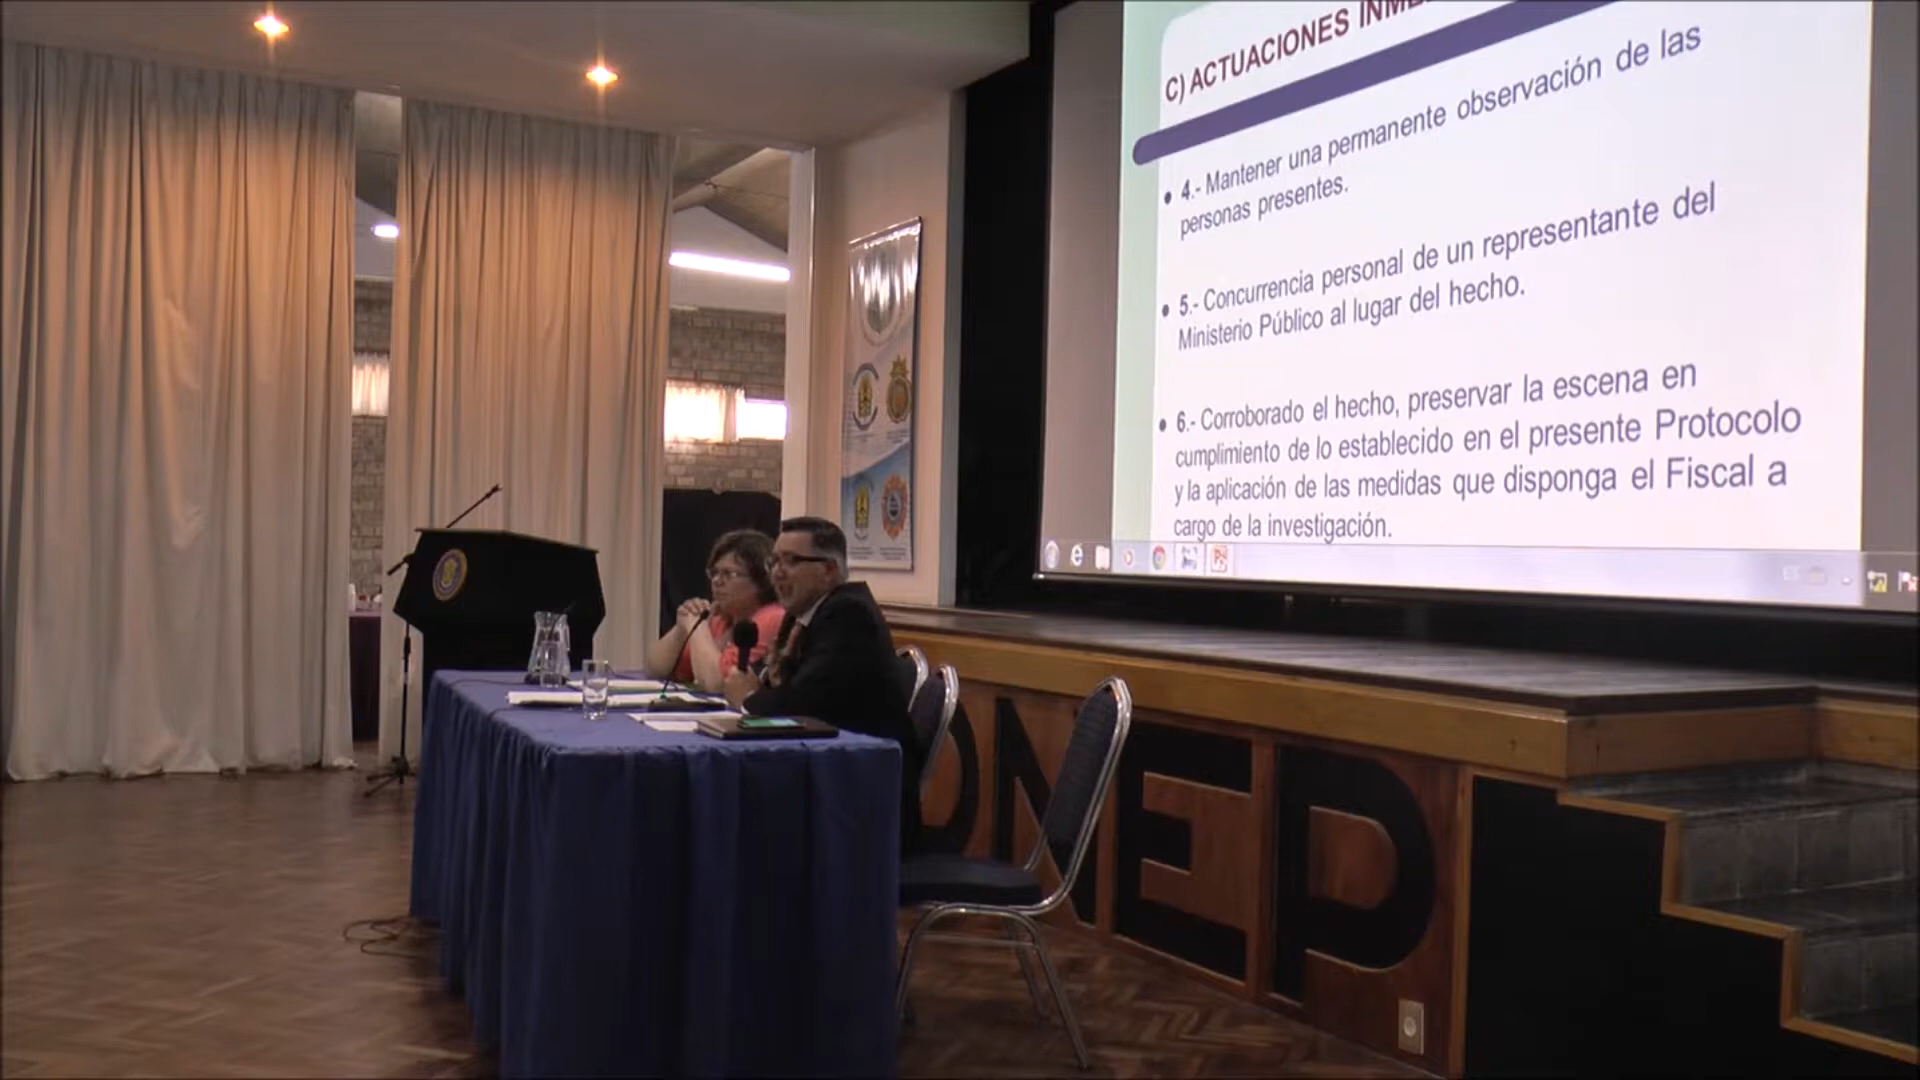 C) ACTUACIONES
• 4.- Mantener una permanente observación de las
personas presentes.
• 5.- Concurrencia personal de un representante del
Ministerio Público al lugar del hecho.
• 6.- Corroborado el hecho, preservar la escena en
cumplimiento de lo establecido en el presente Protocolo
y la aplicación de las medidas que disponga el Fiscal a
cargo de la investigación.
ES
ONEP